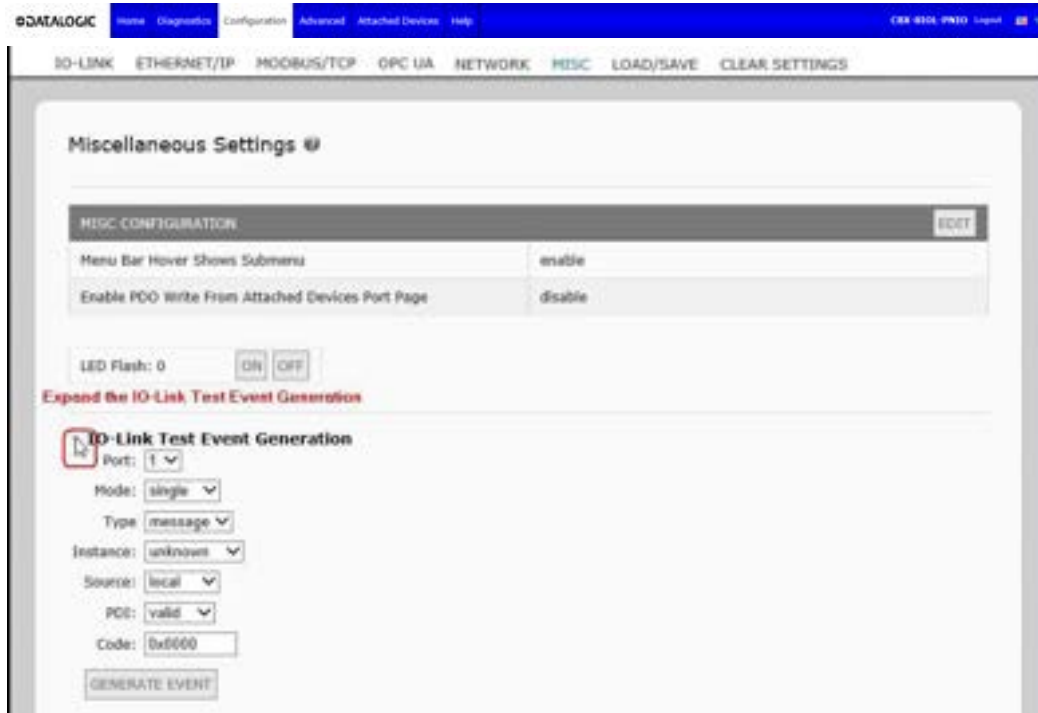 DATALOGIC Home Diagnostics Configuration Advanced Attached Devices Help Logout
IO-LINK ETHERNET/IP MODBUS/TCP OPC UA NETWORK MISC LOAD/SAVE CLEAR SETTINGS
Miscellaneous Settings
MISC CONFIGURATION EDIT
Menu Bar Hover Shows Submenu enable
Enable PDO Write From Attached Devices Port Page disable
LED Flash: 0 ON OFF
Expand the IO-Link Test Event Generation
IO-Link Test Event Generation
Port: 1
Mode: single
Type message
Instance: unknown
Source: local
PDI: valid
Code: 0x0000
GENERATE EVENT